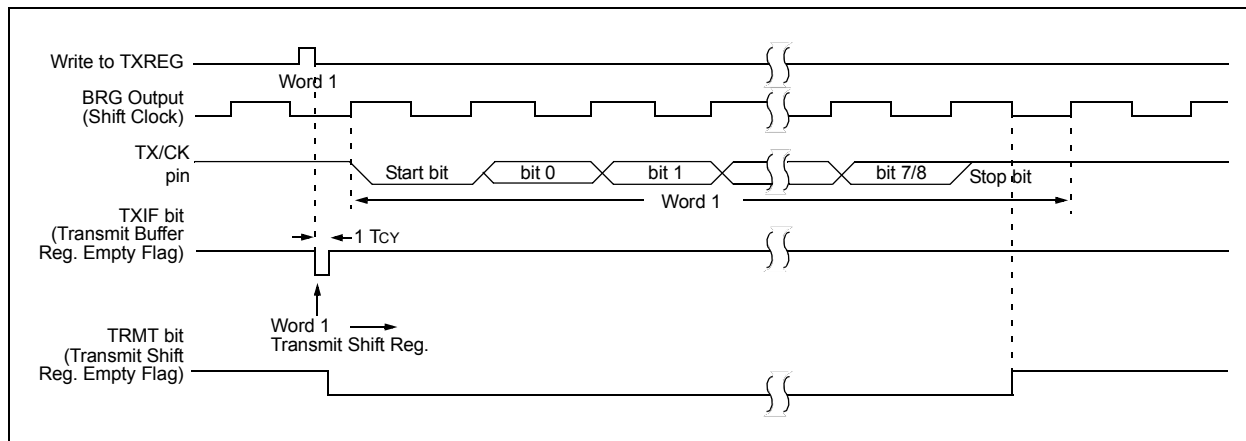 Write to TXREG
Word 1
BRG Output
(Shift Clock)
TX/CK
pin
Start bit
bit 0
bit 1
bit 7/8
Stop bit
Word 1
TXIF bit
(Transmit Buffer
Reg. Empty Flag)
1 TCY
Word 1
Transmit Shift Reg.
TRMT bit
(Transmit Shift
Reg. Empty Flag)